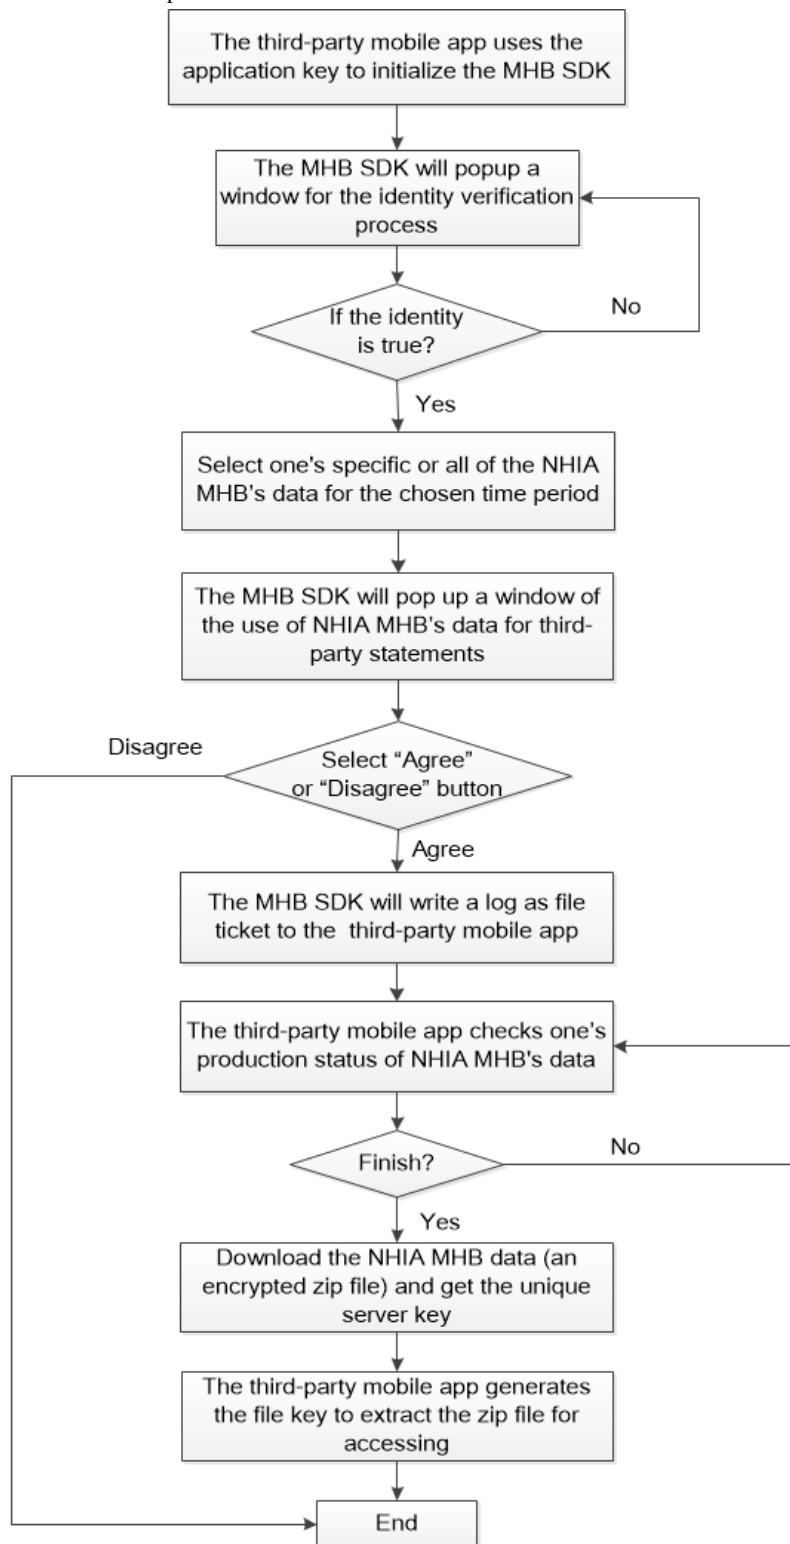 The third-party mobile app uses the
application key to initialize the MHB SDK
The MHB SDK will popup a
window for the identity verification
process
If the identity
is true?
No
Yes
Select one's specific or all of the NHIA
MHB's data for the chosen time period
The MHB SDK will pop up a window of
the use of NHIA MHB's data for third-
party statements
Disagree
Select “Agree”
or “Disagree” button
Agree
The MHB SDK will write a log as file
ticket to the third-party mobile app
The third-party mobile app checks one's
production status of NHIA MHB's data
Finish?
No
Yes
Download the NHIA MHB data (an
encrypted zip file) and get the unique
server key
The third-party mobile app generates
the file key to extract the zip file for
accessing
End